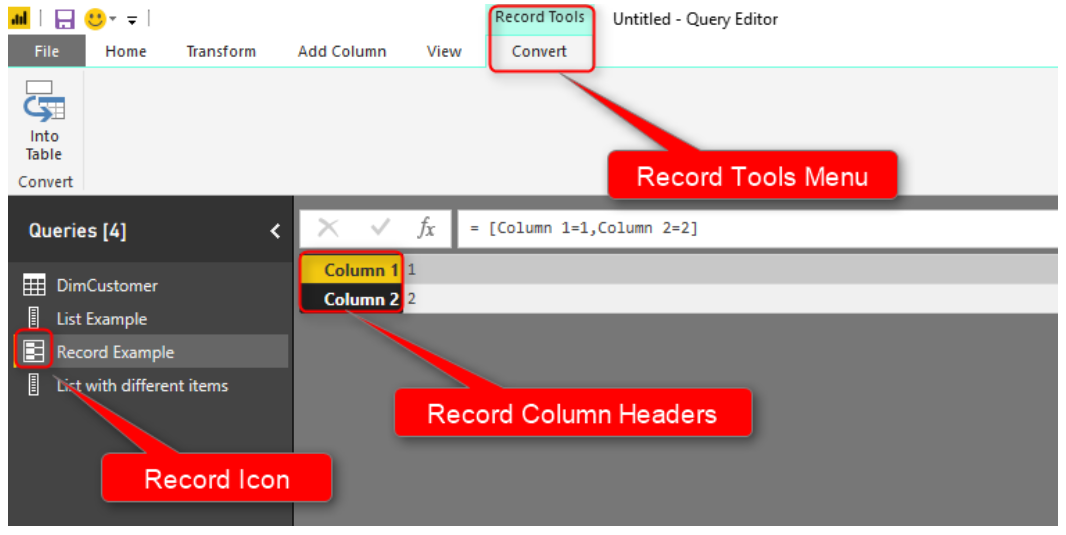 Record Tools
Untitled - Query Editor
File
Home
Transform
Add Column
View
Convert
Into
Table
Convert
Record Tools Menu
Queries [4]
fx
= [Column 1=1,Column 2=2]
Column 1 1
Column 2 2
DimCustomer
List Example
Record Example
List with different items
Record Column Headers
Record Icon